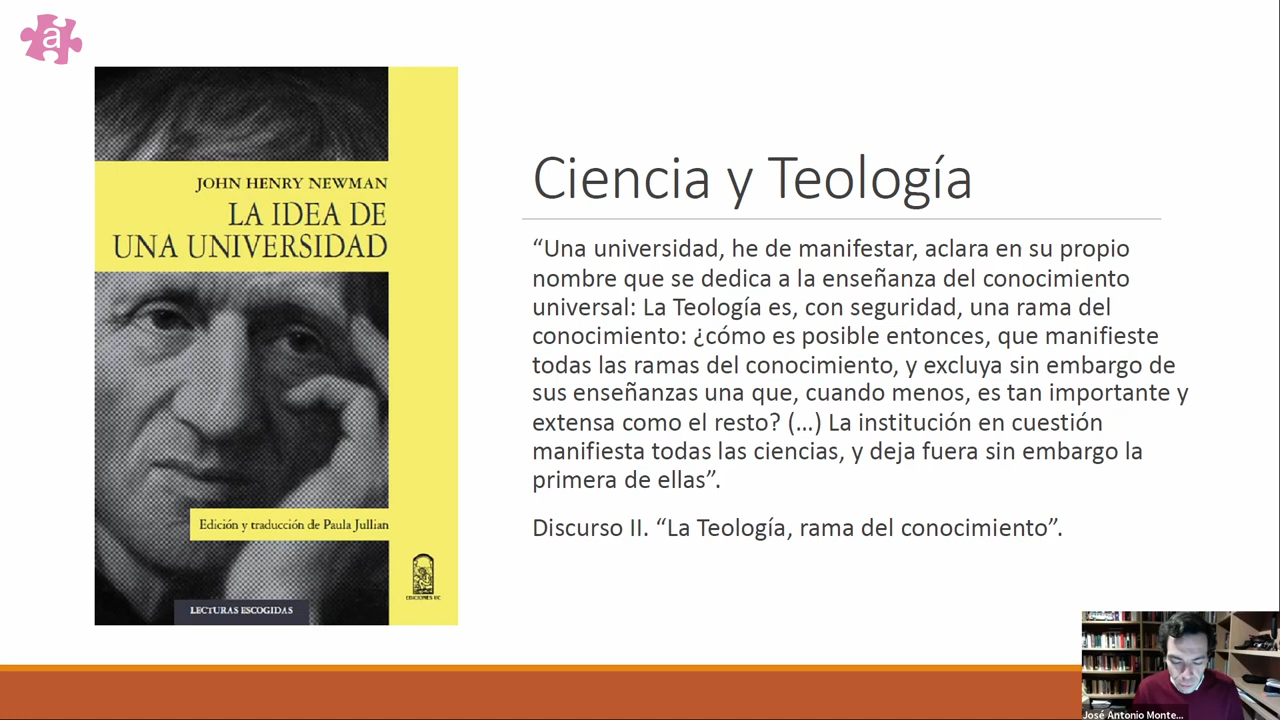 a
JOHN HENRY NEWMAN
LA IDEA DE
UNA UNIVERSIDAD
Edición y traducción de Paula Jullian
EDICIONES UC
LECTURAS ESCOGIDAS
Ciencia y Teología
“Una universidad, he de manifestar, aclara en su propio
nombre que se dedica a la enseñanza del conocimiento
universal: La Teología es, con seguridad, una rama del
conocimiento: ¿cómo es posible entonces, que manifieste
todas las ramas del conocimiento, y excluya sin embargo de
sus enseñanzas una que, cuando menos, es tan importante y
extensa como el resto? (…) La institución en cuestión
manifiesta todas las ciencias, y deja fuera sin embargo la
primera de ellas”.
Discurso II. “La Teología, rama del conocimiento”.
José Antonio Monte...